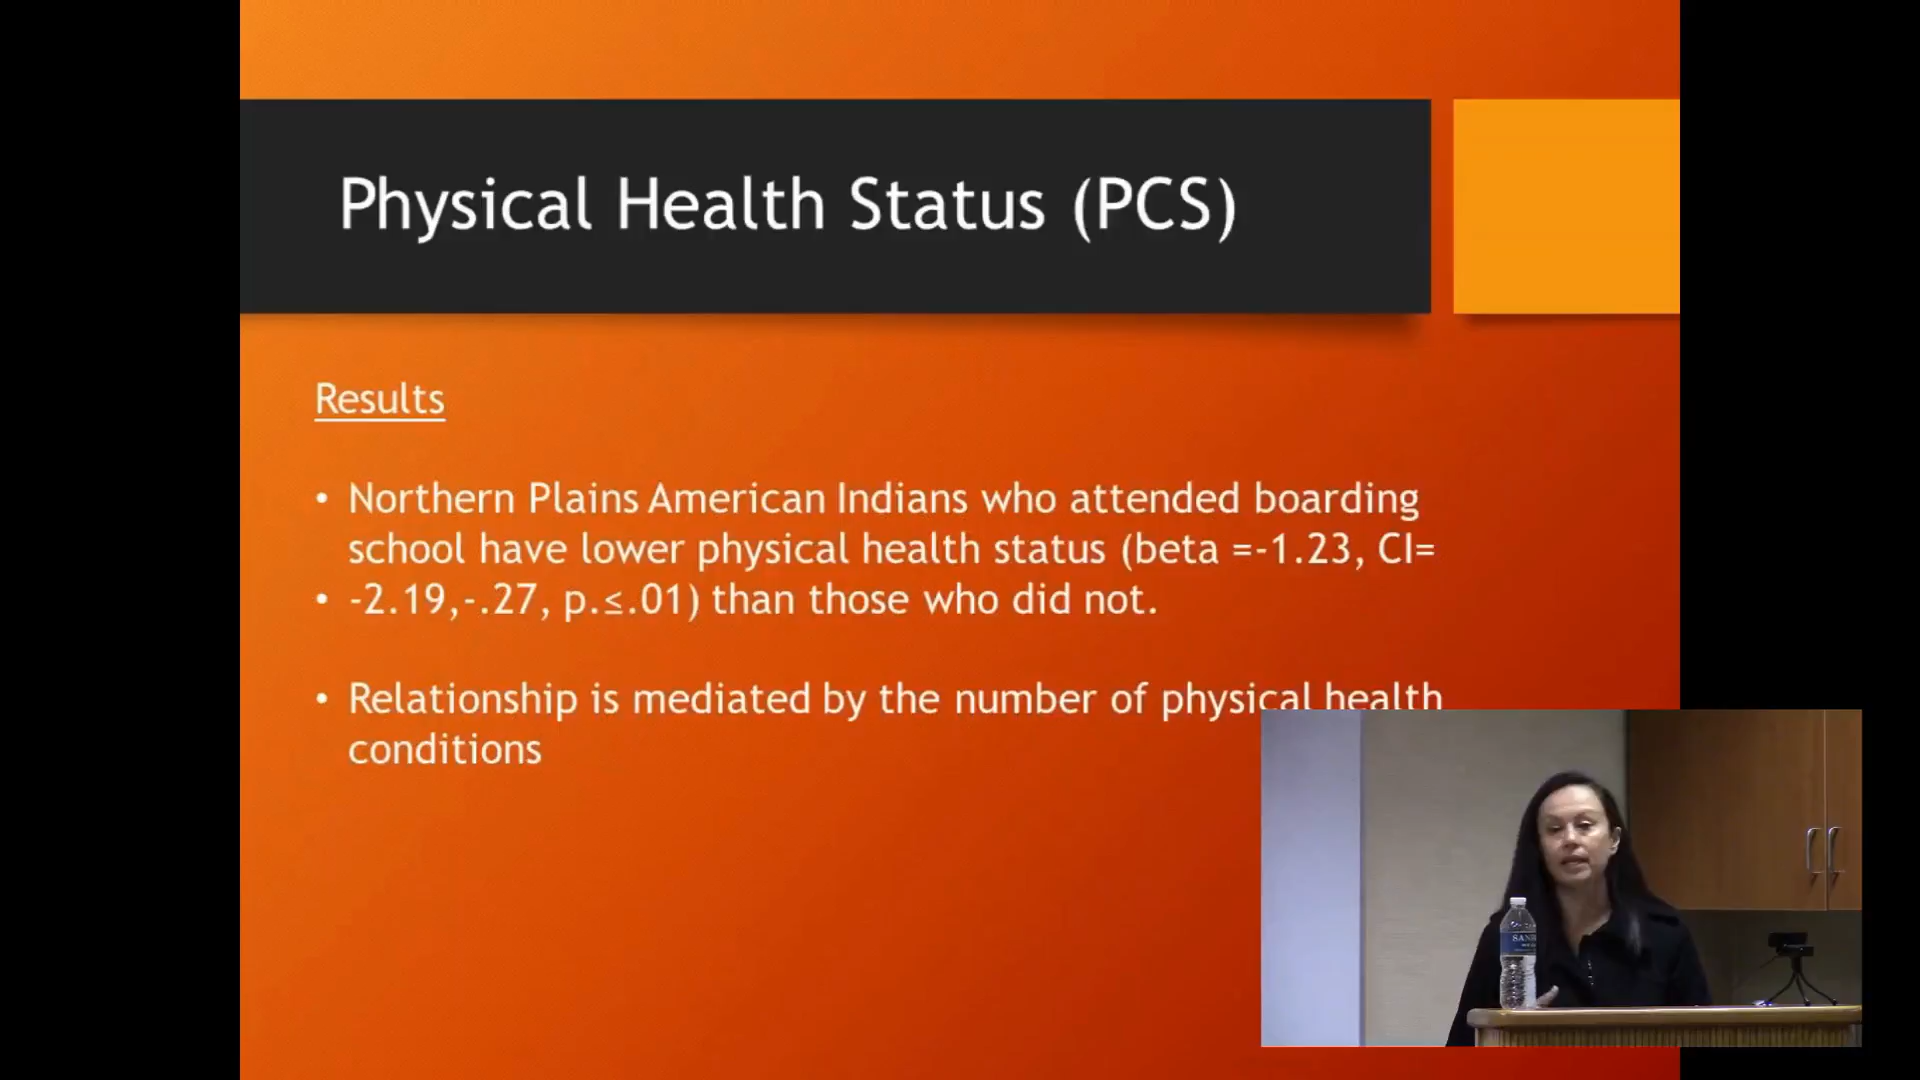 Physical Health Status (PCS)
Results
• Northern Plains American Indians who attended boarding
school have lower physical health status (beta =-1.23, CI=
• -2.19,-.27, p.≤.01) than those who did not.
• Relationship is mediated by the number of physical health
conditions